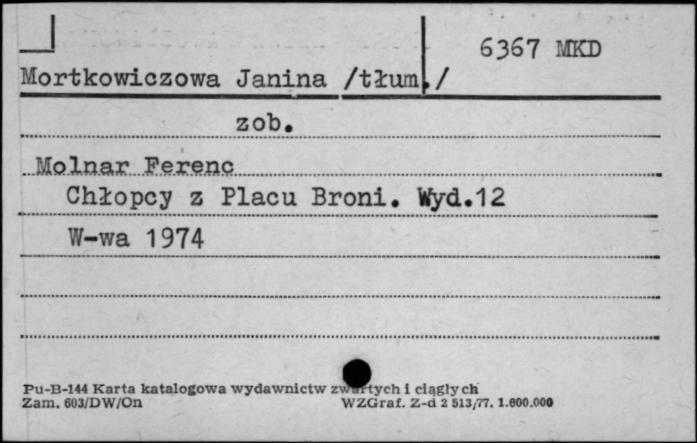 6367 MKD
Mortkowiczowa Janina /tłum./
zob.
Molnar Ferenc
Chłopcy z Placu Broni. Wyd.12
W-wa 1974
Pu-B-144 Karta katalogowa wydawnictw zwartych i ciągłych
Zam. 603/DW/On WZGraf. Z-d 2 513/77. 1.600.000